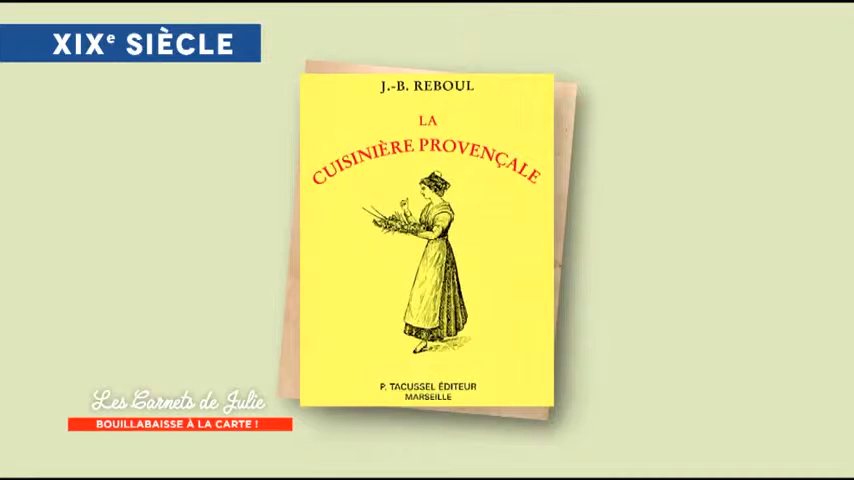 XIXe SIÈCLE
J.-B. REBOUL
LA
CUISINIÈRE PROVENÇALE
P. TACUSSEL ÉDITEUR
MARSEILLE
Les Carnets de Julie
BOUILLABAISSE À LA CARTE !